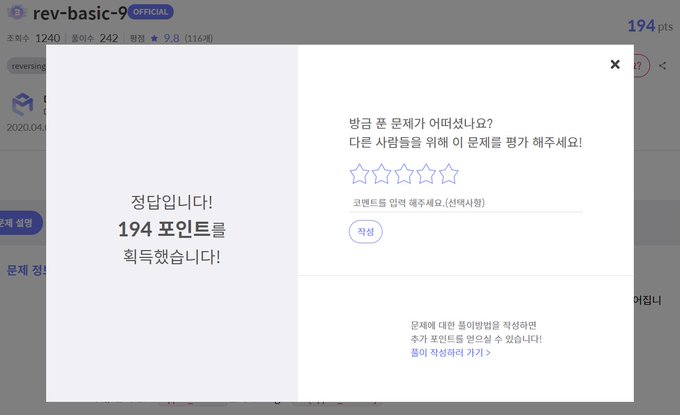 rev-basic-9 OFFICIAL
조회수 1240 풀이수 242 평점 ★ 9.8 (116개)
194 pts
reversing
2020.04.
문제 설명
문제 정보
정답입니다!
194 포인트를
획득했습니다!
방금 푼 문제가 어떠셨나요?
다른 사람들을 위해 이 문제를 평가 해주세요!
코멘트를 입력 해주세요.(선택사항)
작성
문제에 대한 풀이방법을 작성하면
추가 포인트를 얻으실 수 있습니다!
풀이 작성하러 가기 >
어집니